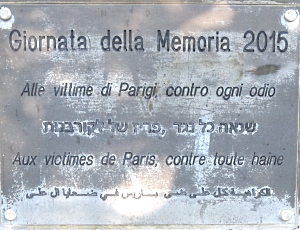 Giornata della Memoria 2015
Alle vittime di Parigi, contro ogni odio
שנאה כל נגד ,פריז של לקורבנות
Aux victimes de Paris, contre toute haine